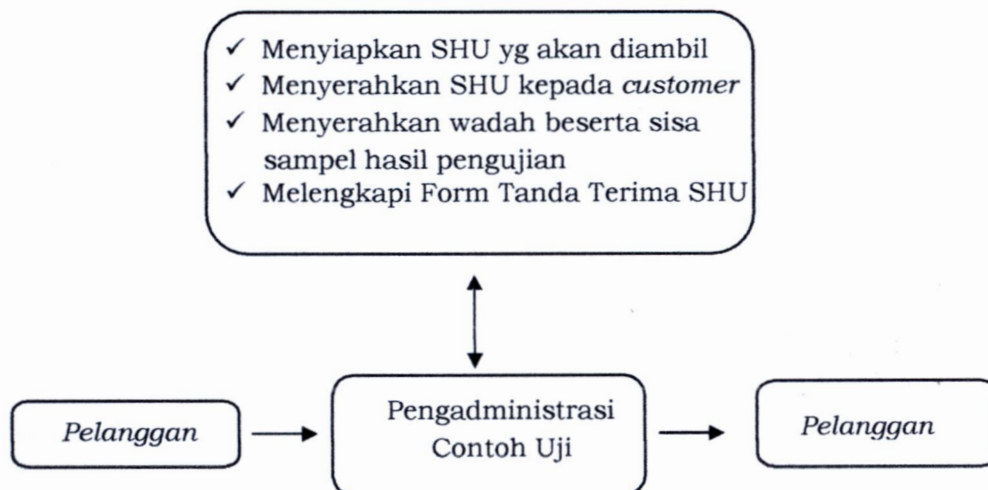 ✓ Menyiapkan SHU yg akan diambil
✓ Menyerahkan SHU kepada customer
✓ Menyerahkan wadah beserta sisa
sampel hasil pengujian
✓ Melengkapi Form Tanda Terima SHU
Pelanggan
Pengadministrasi
Contoh Uji
Pelanggan